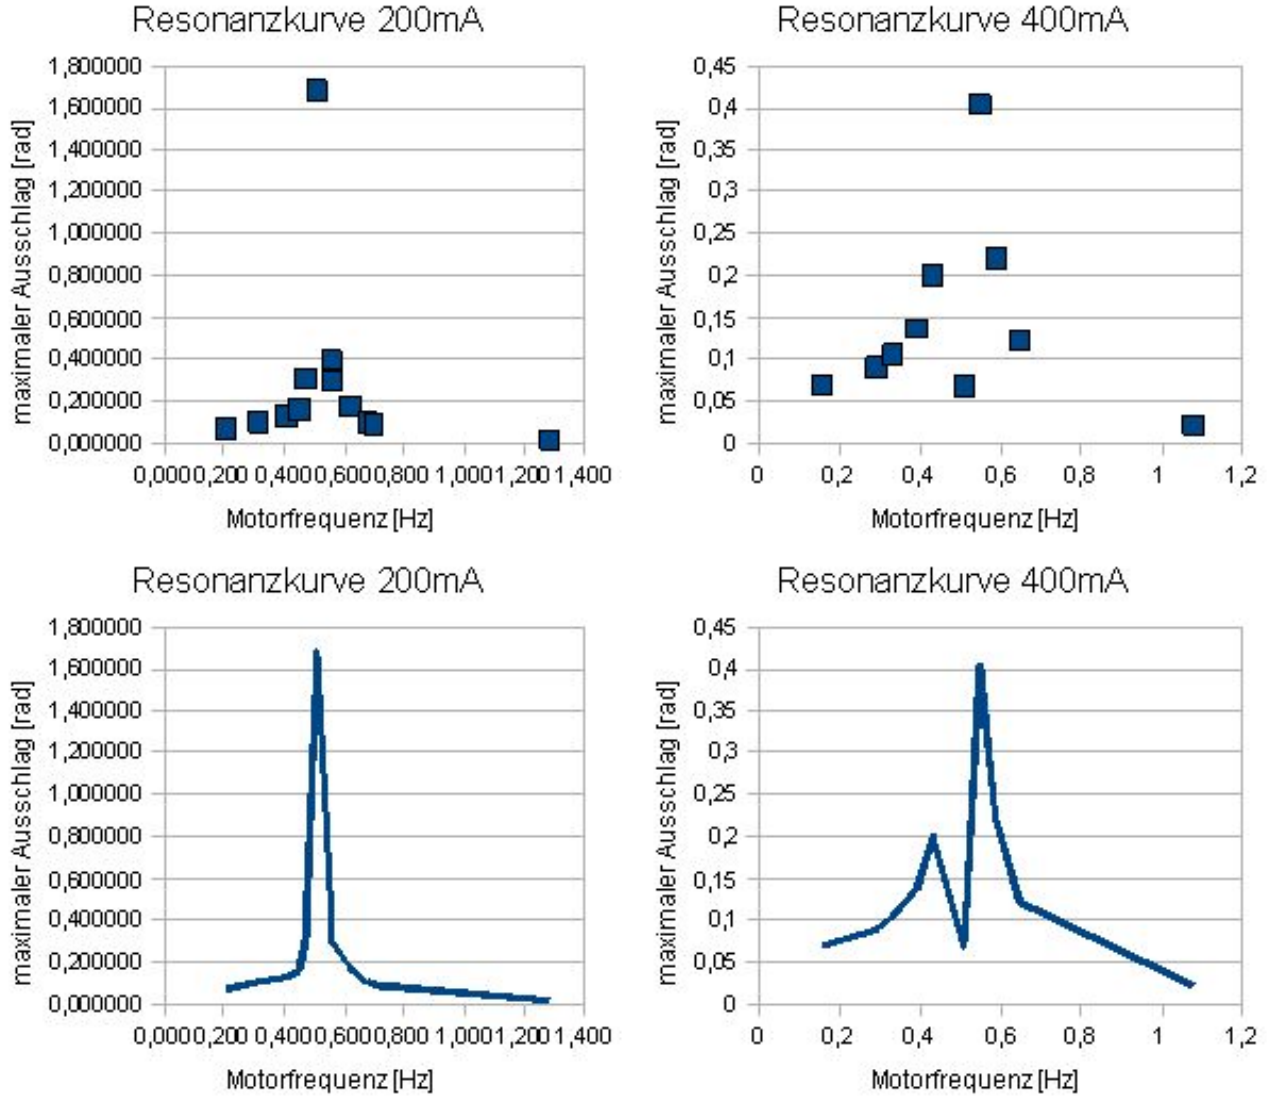 Resonanzkurve 200mA
1,800000
1,600000
1,400000
1,200000
1,000000
0,800000
0,600000
0,400000
0,200000
0,000000
maximaler Ausschlag [rad]
0,0000,200 0,4000,600 0,800 1,0001,2001,400
Motorfrequenz [Hz]
Resonanzkurve 400mA
0,45
0,4
0,35
0,3
0,25
0,2
0,15
0,1
0,05
0
maximaler Ausschlag [rad]
0 0,2 0,4 0,6 0,8 1 1,2
Motorfrequenz [Hz]
Resonanzkurve 200mA
1,800000
1,600000
1,400000
1,200000
1,000000
0,800000
0,600000
0,400000
0,200000
0,000000
maximaler Ausschlag [rad]
0,0000,200 0,4000,600 0,800 1,0001,2001,400
Motorfrequenz [Hz]
Resonanzkurve 400mA
0,45
0,4
0,35
0,3
0,25
0,2
0,15
0,1
0,05
0
maximaler Ausschlag [rad]
0 0,2 0,4 0,6 0,8 1 1,2
Motorfrequenz [Hz]